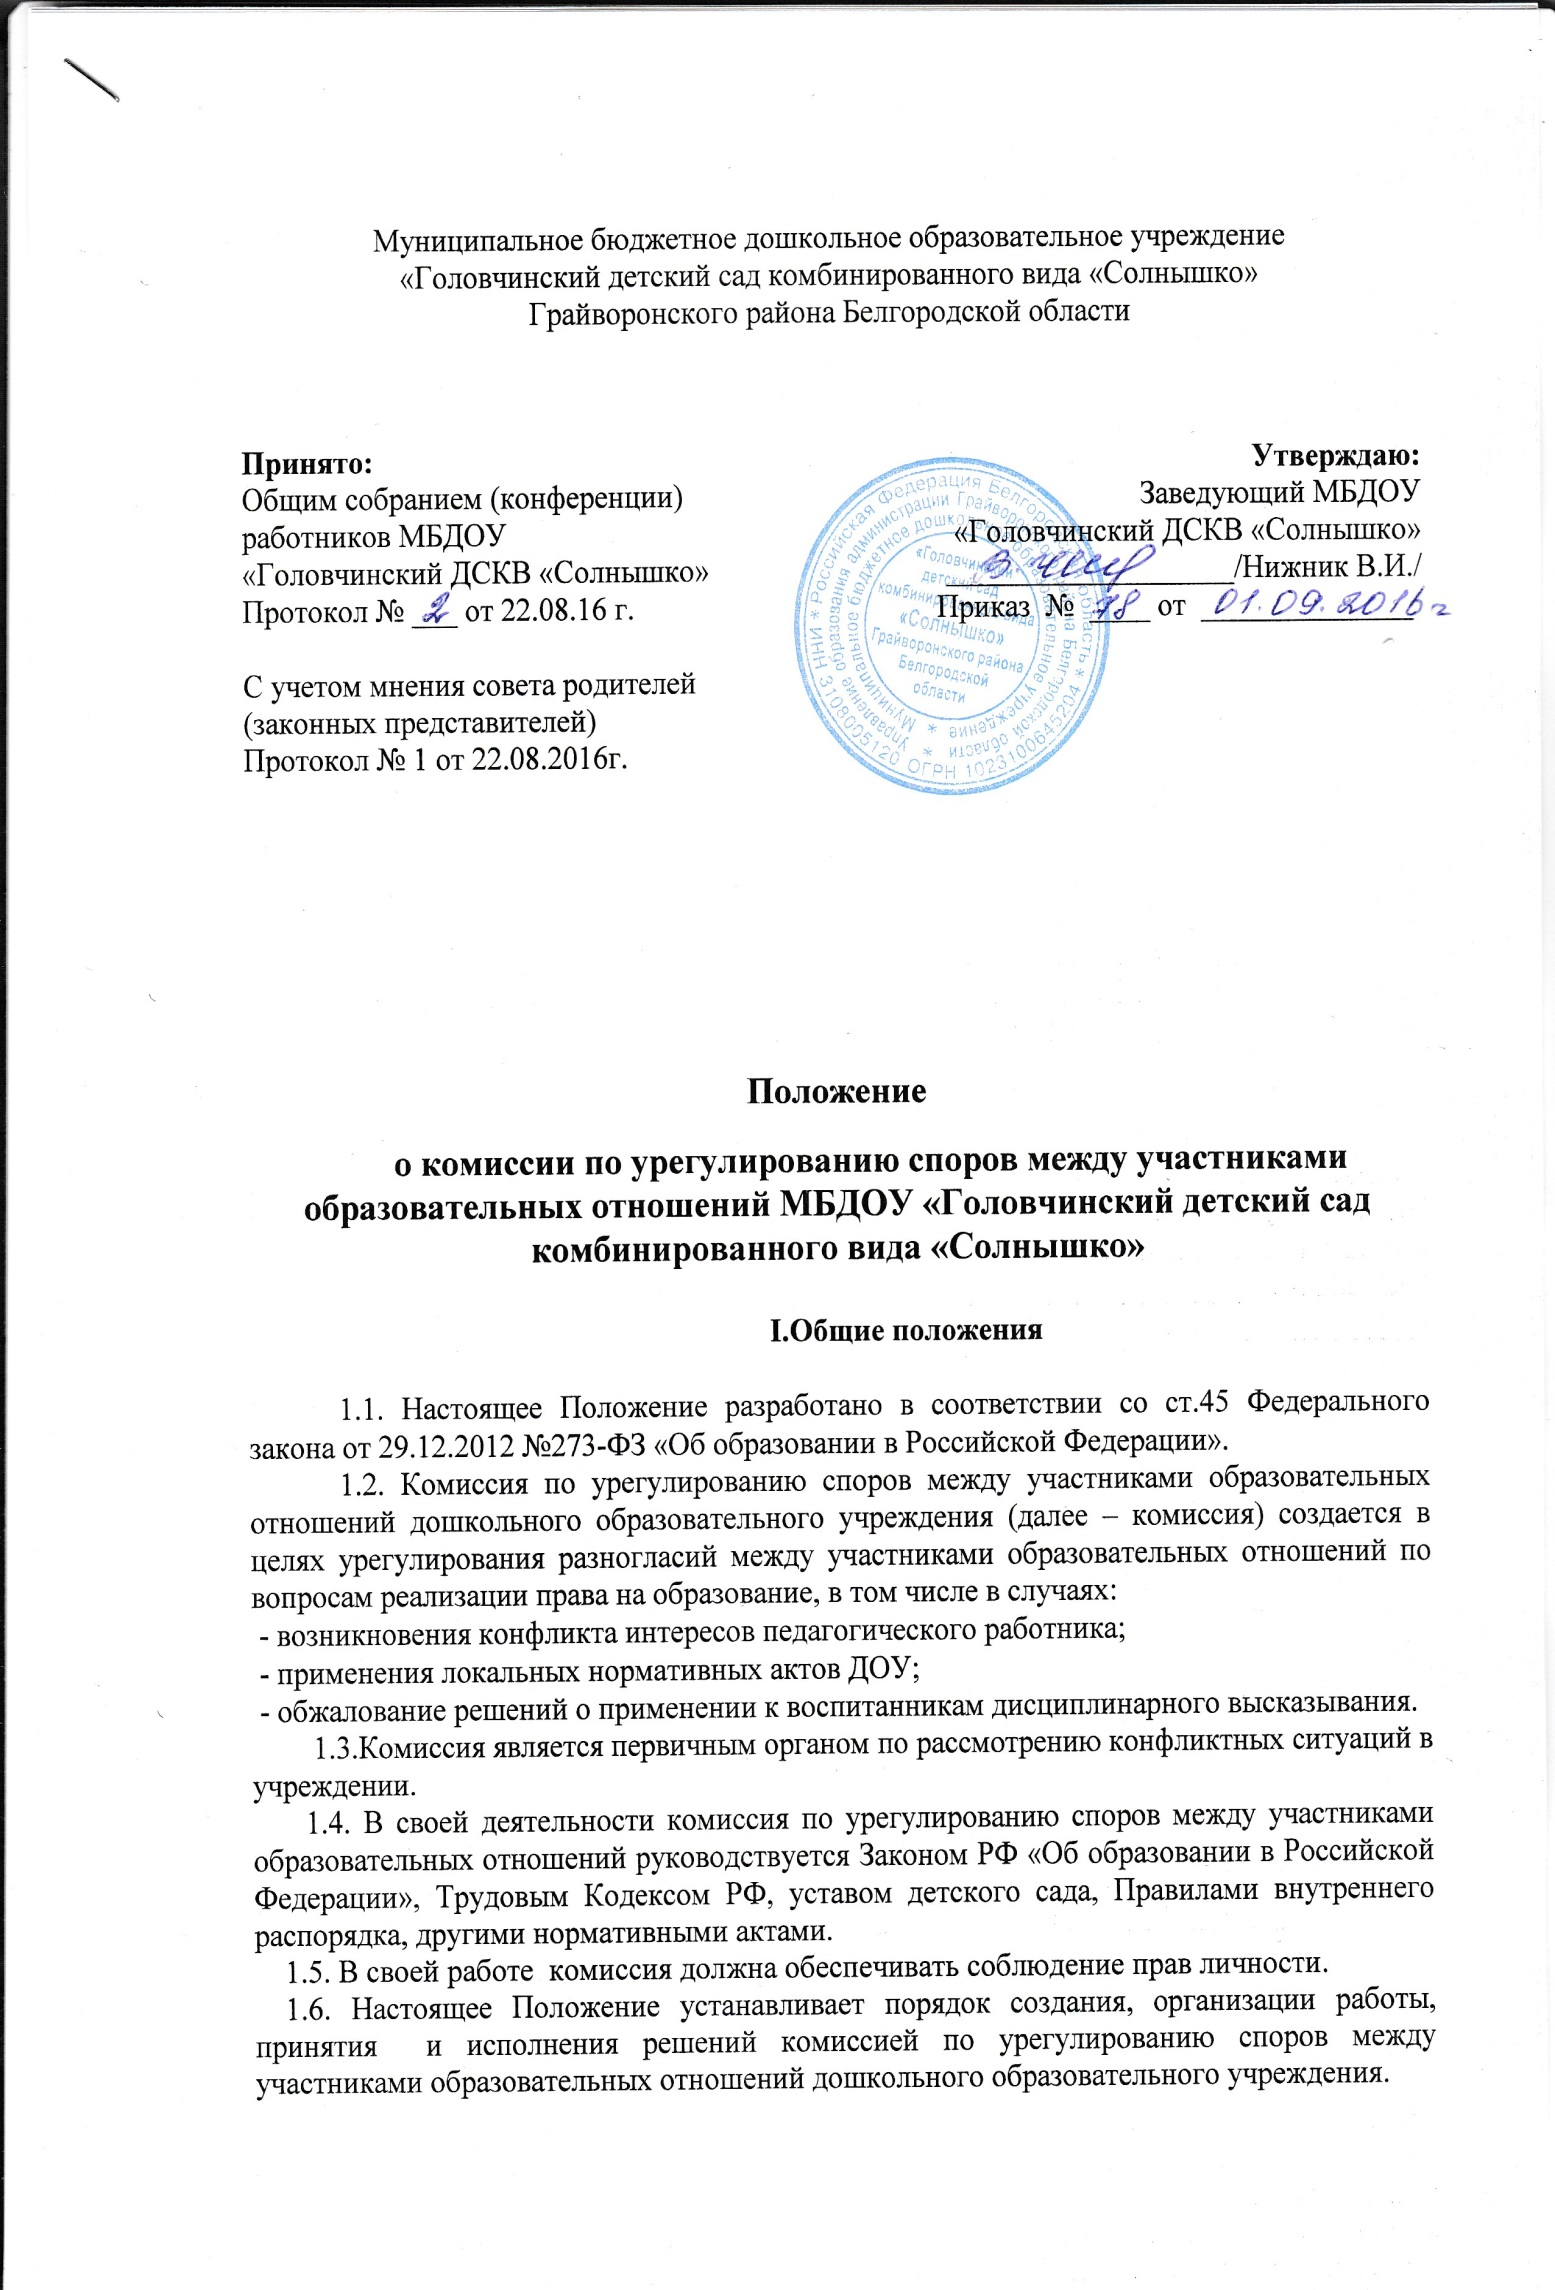 Муниципальное бюджетное дошкольное образовательное учреждение
«Головчинский детский сад комбинированного вида «Солнышко»
Грайворонского района Белгородской области
Принято:
Общим собранием (конференции)
работников МБДОУ
«Головчинский ДСКВ «Солнышко»
Протокол № 2 от 22.08.16 г.
С учетом мнения совета родителей
(законных представителей)
Протокол № 1 от 22.08.2016г.
Утверждаю:
Заведующий МБДОУ
«Головчинский ДСКВ «Солнышко»
/Нижник В.И./
Приказ № 78 от 01.09.2016 г
«Головчинский
детский сад
комбинированного вида
«Солнышко»
Грайворонского района
Белгородской
области
Положение
о комиссии по урегулированию споров между участниками
образовательных отношений МБДОУ «Головчинский детский сад
комбинированного вида «Солнышко»
I.Общие положения
1.1. Настоящее Положение разработано в соответствии со ст.45 Федерального
закона от 29.12.2012 №273-ФЗ «Об образовании в Российской Федерации».
1.2. Комиссия по урегулированию споров между участниками образовательных
отношений дошкольного образовательного учреждения (далее – комиссия) создается в
целях урегулирования разногласий между участниками образовательных отношений по
вопросам реализации права на образование, в том числе в случаях:
- возникновения конфликта интересов педагогического работника;
- применения локальных нормативных актов ДОУ;
- обжалование решений о применении к воспитанникам дисциплинарного высказывания.
1.3.Комиссия является первичным органом по рассмотрению конфликтных ситуаций в
учреждении.
1.4. В своей деятельности комиссия по урегулированию споров между участниками
образовательных отношений руководствуется Законом РФ «Об образовании в Российской
Федерации», Трудовым Кодексом РФ, уставом детского сада, Правилами внутреннего
распорядка, другими нормативными актами.
1.5. В своей работе комиссия должна обеспечивать соблюдение прав личности.
1.6. Настоящее Положение устанавливает порядок создания, организации работы,
принятия и исполнения решений комиссией по урегулированию споров между
участниками образовательных отношений дошкольного образовательного учреждения.